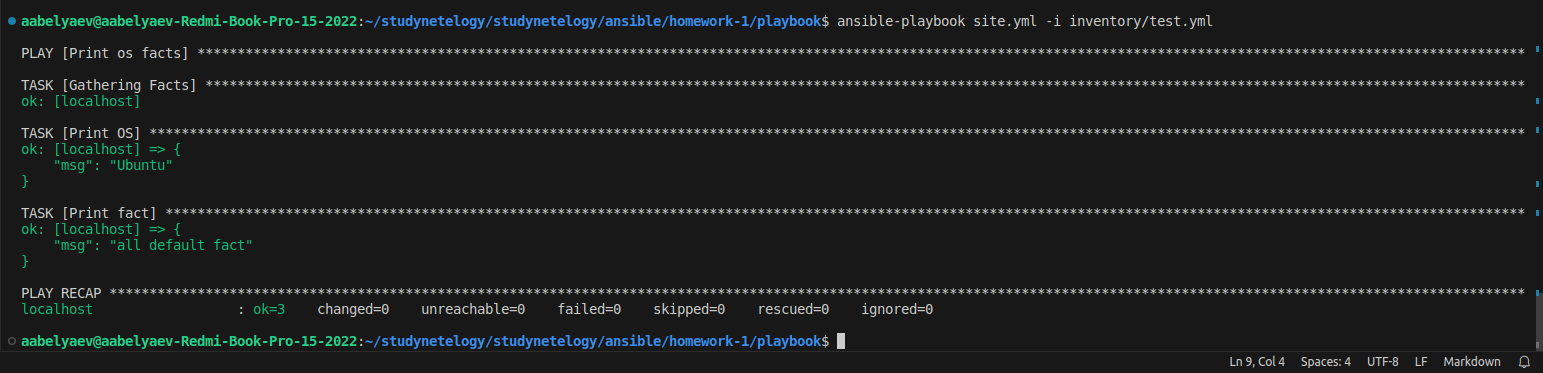 aabelyaev@aabelyaev-Redmi-Book-Pro-15-2022:~/studynetelogy/studynetelogy/ansible/homework-1/playbook$ ansible-playbook site.yml -i inventory/test.yml
PLAY [Print os facts] **********************************************************************************************************************************************************************
TASK [Gathering Facts] *********************************************************************************************************************************************************************
ok: [localhost]
TASK [Print OS] ****************************************************************************************************************************************************************************
ok: [localhost] => {
    "msg": "Ubuntu"
}
TASK [Print fact] **************************************************************************************************************************************************************************
ok: [localhost] => {
    "msg": "all default fact"
}
PLAY RECAP *********************************************************************************************************************************************************************************
localhost                  : ok=3    changed=0    unreachable=0    failed=0    skipped=0    rescued=0    ignored=0
aabelyaev@aabelyaev-Redmi-Book-Pro-15-2022:~/studynetelogy/studynetelogy/ansible/homework-1/playbook$
Ln 9, Col 4 Spaces: 4 UTF-8 LF Markdown